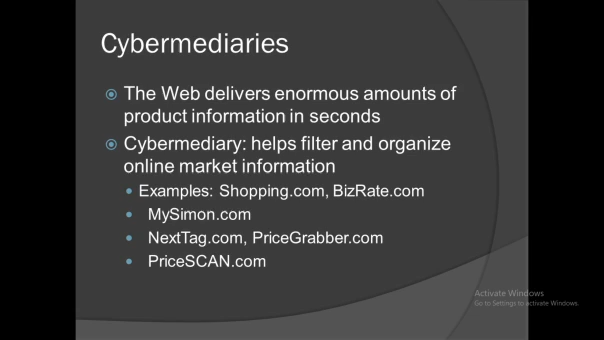 Cybermediaries
The Web delivers enormous amounts of
product information in seconds
Cybermediary: helps filter and organize
online market information
Examples: Shopping.com, BizRate.com
MySimon.com
NextTag.com, PriceGrabber.com
PriceSCAN.com
Activate Windows
Go to Settings to activate Windows.